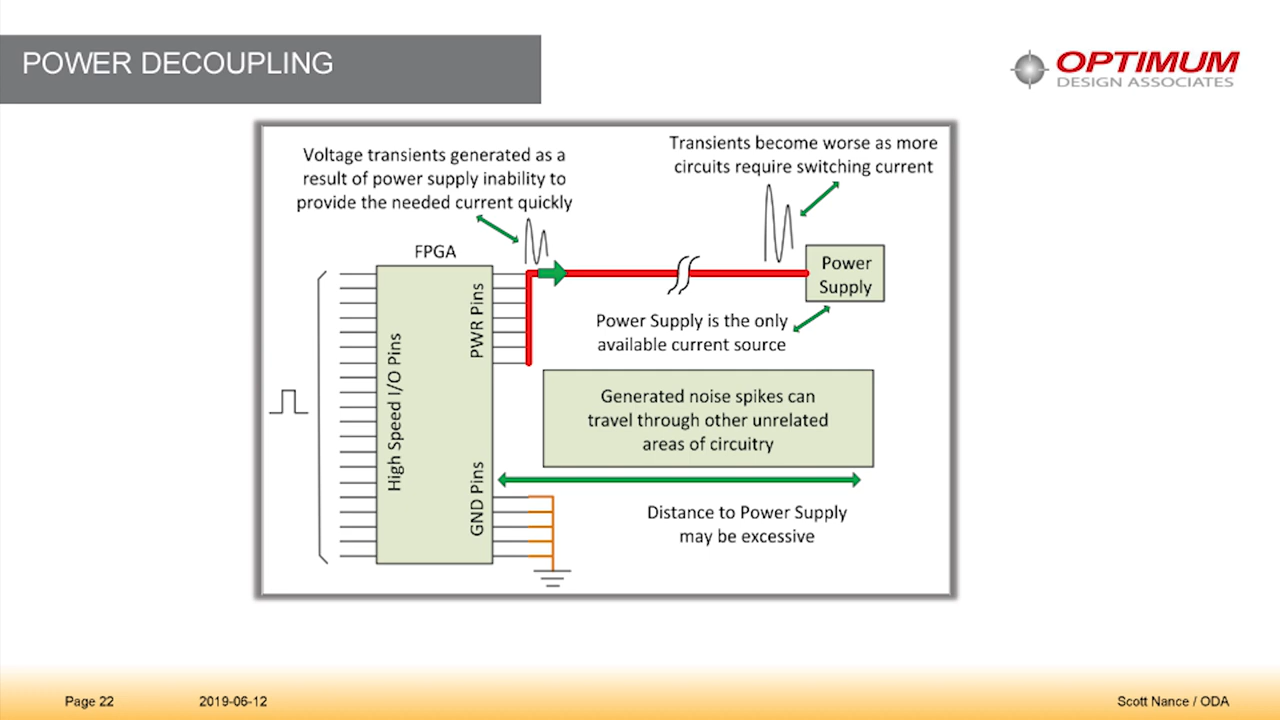 POWER DECOUPLING
OPTIMUM
DESIGN ASSOCIATES
Voltage transients generated as a
result of power supply inability to
provide the needed current quickly
Transients become worse as more
circuits require switching current
FPGA
High Speed I/O Pins
PWR Pins
GND Pins
Power
Supply
Power Supply is the only
available current source
Generated noise spikes can
travel through other unrelated
areas of circuitry
Distance to Power Supply
may be excessive
Page 22
2019-06-12
Scott Nance / ODA